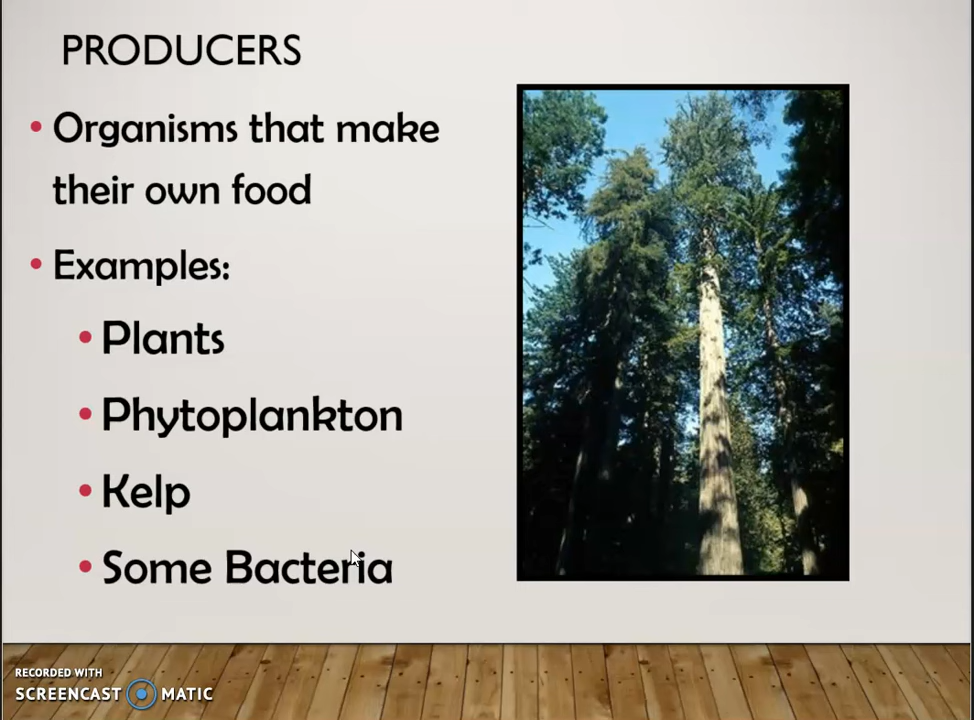 PRODUCERS
• Organisms that make
their own food
• Examples:
• Plants
• Phytoplankton
• Kelp
• Some Bacteria
RECORDED WITH
SCREENCAST MATIC